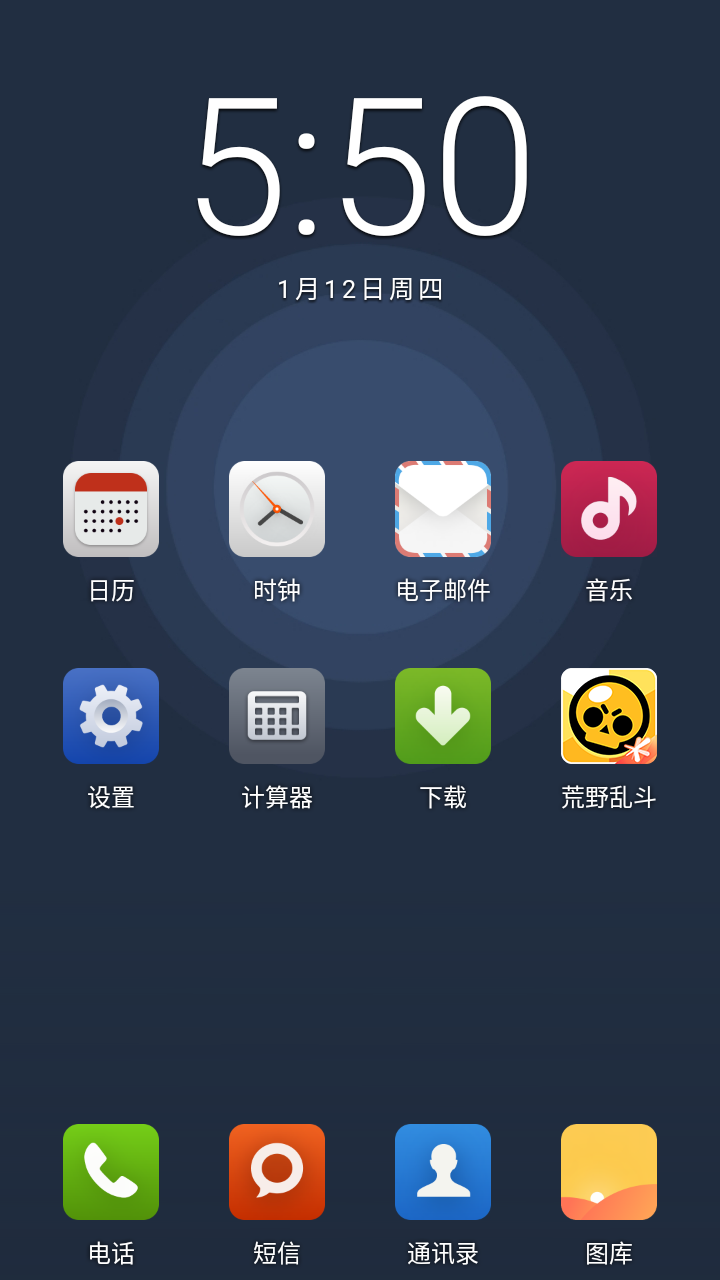 5:50
1月12日周四
日历 时钟 电子邮件 音乐
设置 计算器 下载 荒野乱斗
电话 短信 通讯录 图库